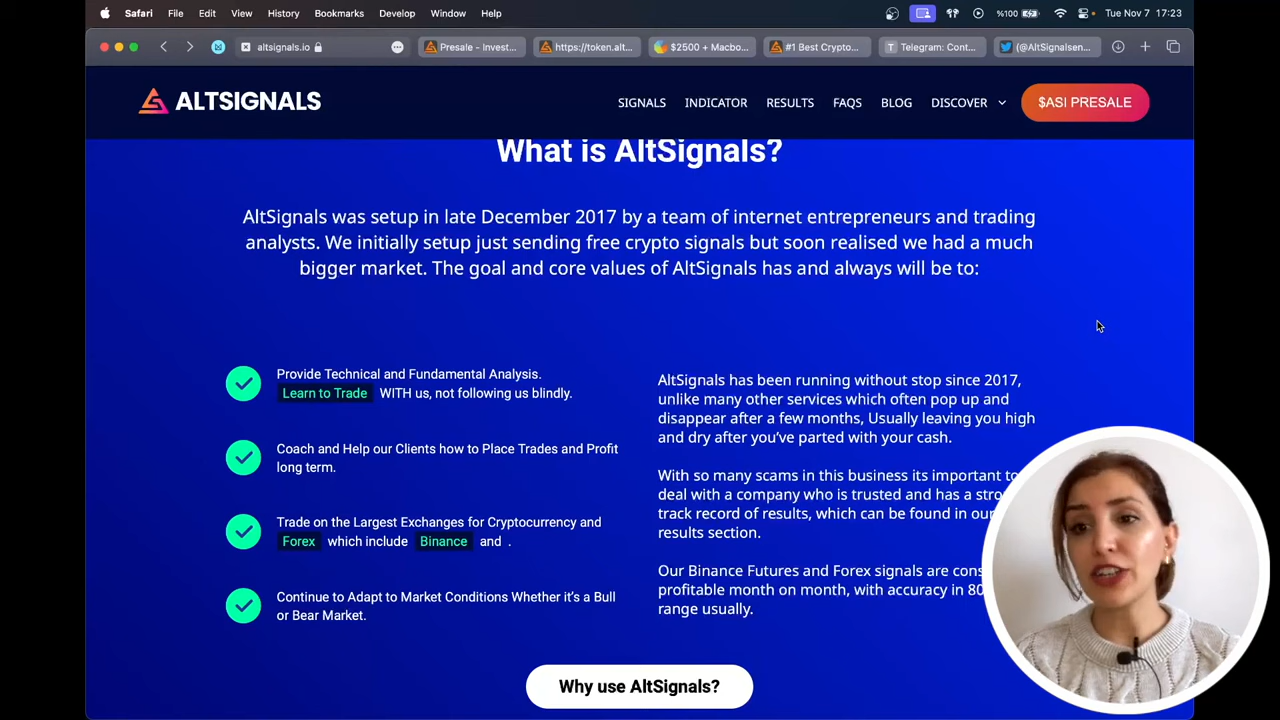 Safari File Edit View History Bookmarks Develop Window Help %100 Tue Nov 7 17:23
altsignals.io Presale - Invest... https://token.alt... $2500 + Macbo... #1 Best Crypto... T Telegram: Cont... (@AltSignalsen...
ALTSIGNALS SIGNALS INDICATOR RESULTS FAQS BLOG DISCOVER $ASI PRESALE
What is AltSignals?
AltSignals was setup in late December 2017 by a team of internet entrepreneurs and trading
analysts. We initially setup just sending free crypto signals but soon realised we had a much
bigger market. The goal and core values of AltSignals has and always will be to:
Provide Technical and Fundamental Analysis.
Learn to Trade WITH us, not following us blindly.
Coach and Help our Clients how to Place Trades and Profit
long term.
Trade on the Largest Exchanges for Cryptocurrency and
Forex which include Binance and .
Continue to Adapt to Market Conditions Whether it's a Bull
or Bear Market.
AltSignals has been running without stop since 2017,
unlike many other services which often pop up and
disappear after a few months, Usually leaving you high
and dry after you've parted with your cash.
With so many scams in this business its important to
deal with a company who is trusted and has a
track record of results, which can be found in our
results section.
Our Binance Futures and Forex signals are
profitable month on month, with accuracy in
range usually.
Why use AltSignals?